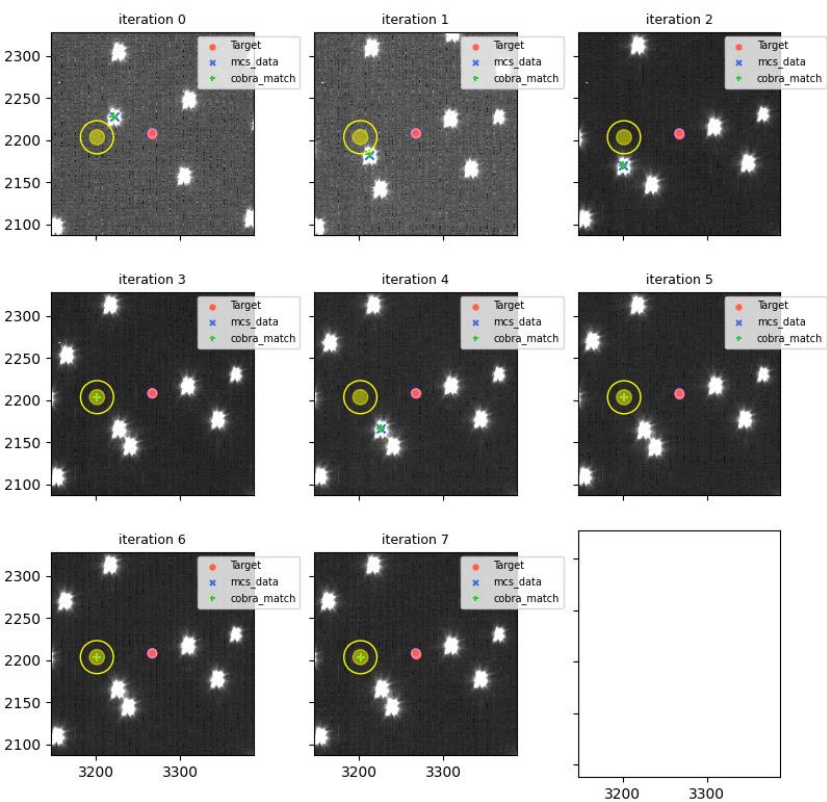 iteration 0
iteration 1
iteration 2
2300
2250
2200
2150
2100
Target
mcs_data
cobra_match
Target
mcs_data
cobra_match
Target
mcs_data
cobra_match
iteration 3
iteration 4
iteration 5
2300
2250
2200
2150
2100
Target
mcs_data
cobra_match
Target
mcs_data
cobra_match
Target
mcs_data
cobra_match
iteration 6
iteration 7
2300
2250
2200
2150
2100
Target
mcs_data
cobra_match
Target
mcs_data
cobra_match
3200 3300
3200 3300
3200 3300